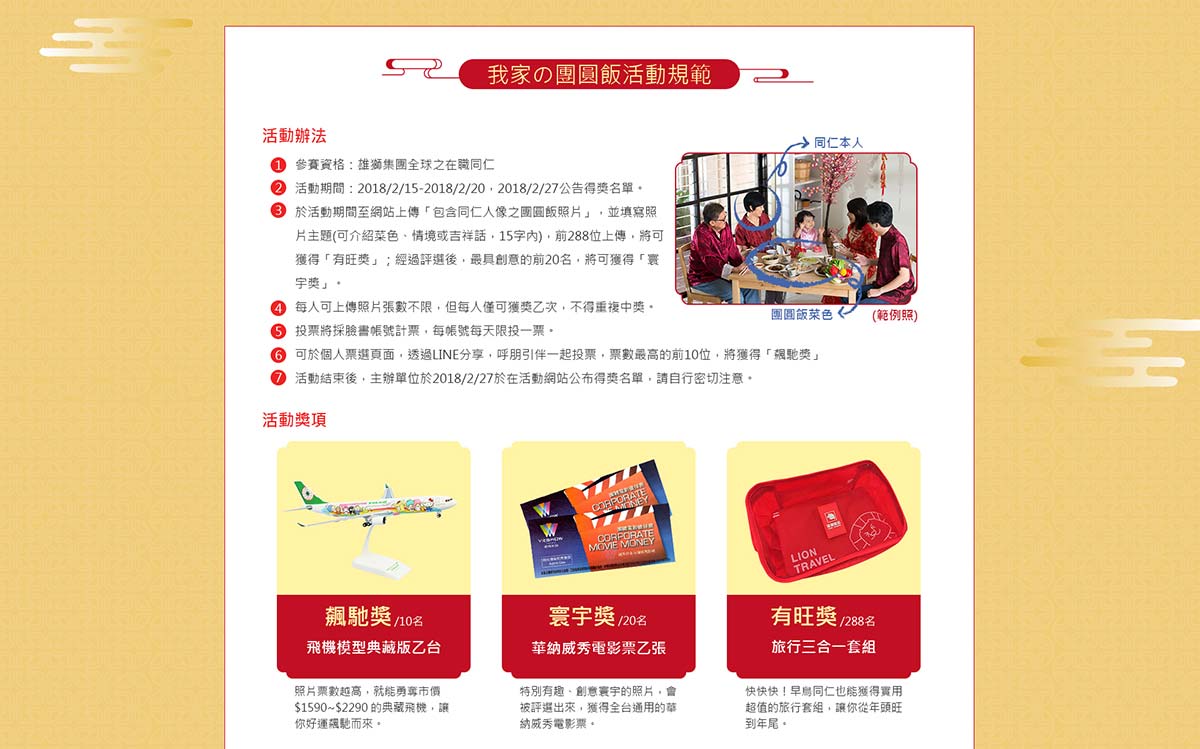 我家の團圓飯活動規範
活動辦法
1 參賽資格：雄獅集團全球之在職同仁
2 活動期間：2018/2/15-2018/2/20，2018/2/27公告得獎名單。
3 於活動期間至網站上傳「包含同仁人像之團圓飯照片」，並填寫照
片主題(可介紹菜色、情境或吉祥話，15字內)，前288位上傳，將可
獲得「有旺獎」；經過評選後，最具創意的前20名，將可獲得「寰
宇獎」。
4 每人可上傳照片張數不限，但每人僅可獲獎乙次，不得重複中獎。
5 投票將採臉書帳號計票，每帳號每天限投一票。
6 可於個人票選頁面，透過LINE分享，呼朋引伴一起投票，票數最高的前10位，將獲得「飆馳獎」
7 活動結束後，主辦單位於2018/2/27於在活動網站公布得獎名單，請自行密切注意。
同仁本人
團圓飯菜色
(範例照)
活動獎項
CORPORATE
MOVIE MONEY
CORPORATE
MOVIE MONEY
LION
TRAVEL
飆馳獎/10名
飛機模型典藏版乙台
照片票數越高，就能勇奪市價
$1590~$2290 的典藏飛機，讓
你好運飆馳而來。
寰宇獎/20名
華納威秀電影票乙張
特別有趣、創意寰宇的照片，會
被評選出來，獲得全台通用的華
納威秀電影票。
有旺獎/288名
旅行三合一套組
快快快！早鳥同仁也能獲得實用
超值的旅行套組，讓你從年頭旺
到年尾。